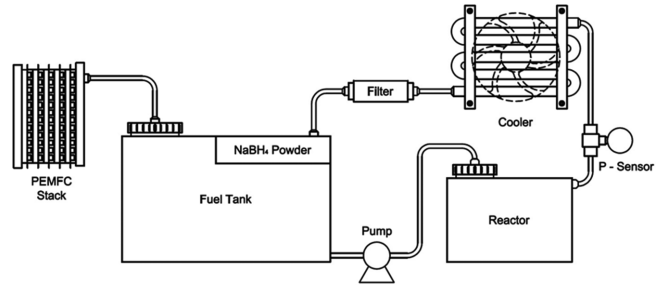 Filter
Cooler
P - Sensor
NaBH₄ Powder
PEMFC
Stack
Fuel Tank
Pump
Reactor